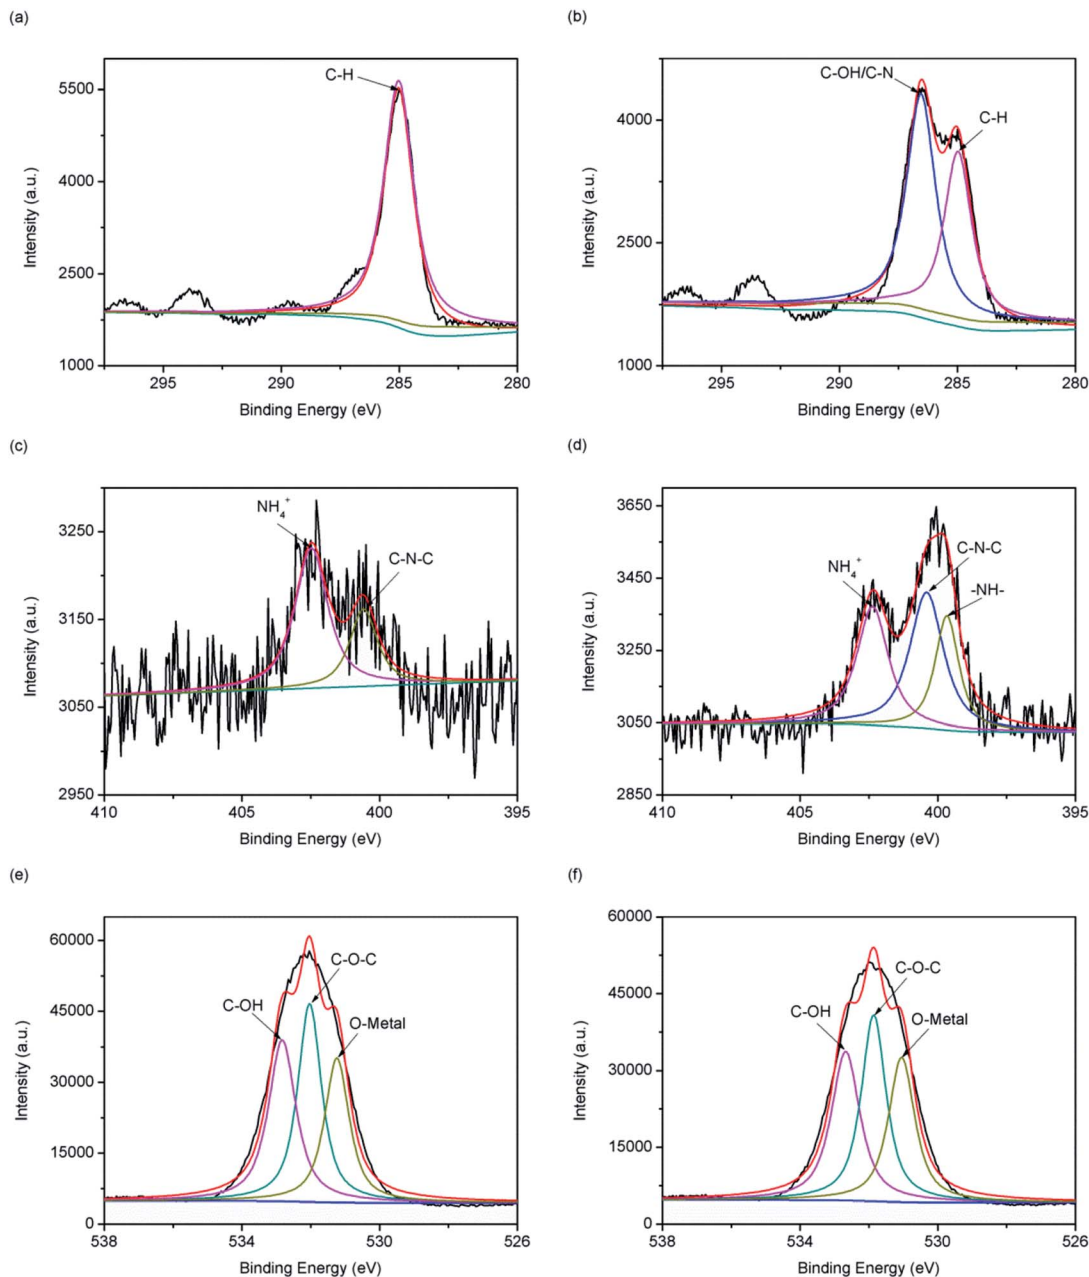 (a)
(b)
C-H
5500
4000
2500
1000
Intensity (a.u.)
295
290
285
280
Binding Energy (eV)
C-OH/C-N
C-H
4000
2500
1000
Intensity (a.u.)
295
290
285
280
Binding Energy (eV)
(c)
(d)
NH4+
C-N-C
3250
3150
3050
2950
Intensity (a.u.)
410
405
400
395
Binding Energy (eV)
C-N-C
NH4+
-NH-
3650
3450
3250
3050
2850
Intensity (a.u.)
410
405
400
395
Binding Energy (eV)
(e)
(f)
C-O-C
C-OH
O-Metal
60000
45000
30000
15000
0
Intensity (a.u.)
538
534
530
526
Binding Energy (eV)
C-O-C
C-OH
O-Metal
60000
45000
30000
15000
0
Intensity (a.u.)
538
534
530
526
Binding Energy (eV)